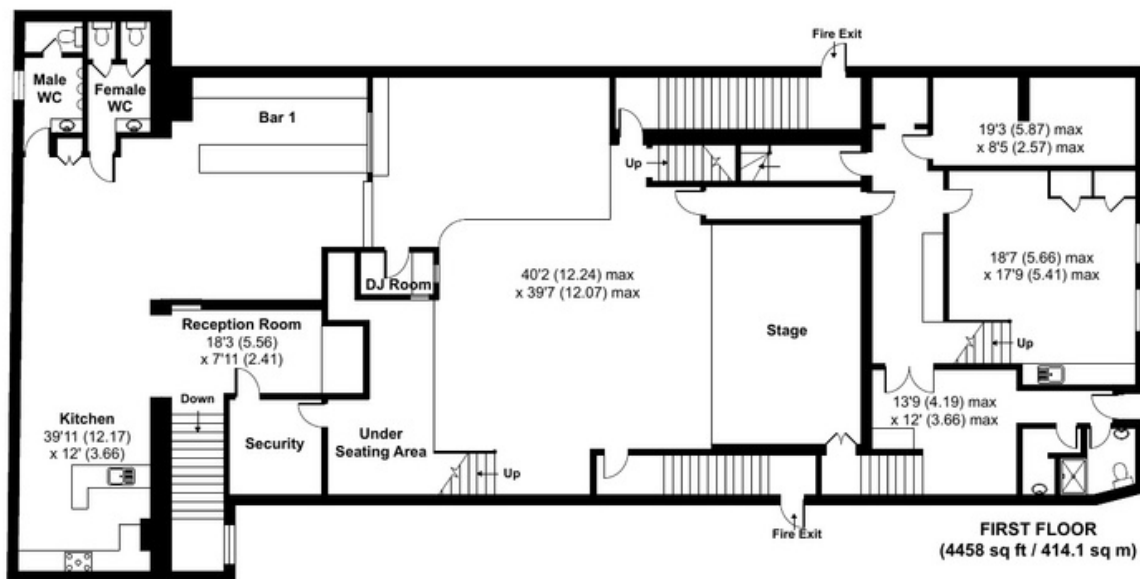 Fire Exit
Male
WC
Female
WC
Bar 1
19'3 (5.87) max
x 8'5 (2.57) max
Up
18'7 (5.66) max
x 17'9 (5.41) max
40'2 (12.24) max
x 39'7 (12.07) max
DJ Room
Stage
Reception Room
18'3 (5.56)
x 7'11 (2.41)
Up
Down
13'9 (4.19) max
x 12' (3.66) max
Kitchen
39'11 (12.17)
x 12' (3.66)
Security
Under
Seating Area
Up
Fire Exit
FIRST FLOOR
(4458 sq ft / 414.1 sq m)